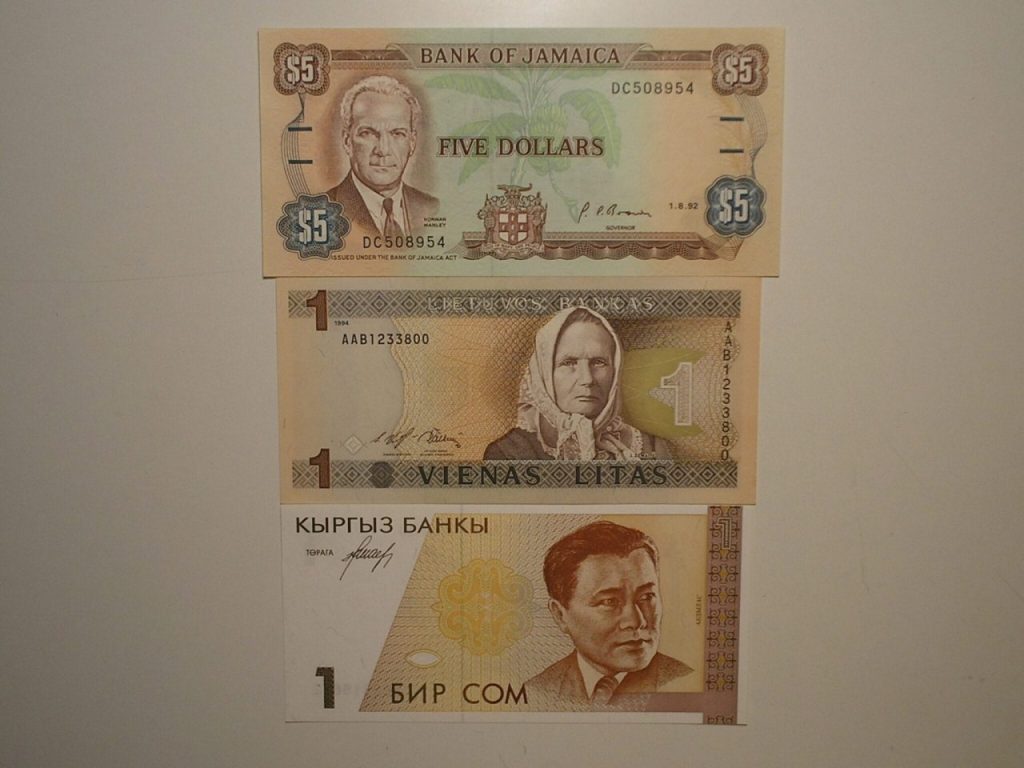 BANK OF JAMAICA
$5
$5
DC508954
FIVE DOLLARS
1.8.92
NORMAN
MANLEY
GOVERNOR
$5
$5
DC508954
ISSUED UNDER THE BANK OF JAMAICA ACT
1
LIETUVOS BANKAS
1994
AAB1233800
AAB1233800
1
1
VIENAS LITAS
КЫРГЫЗ БАНКЫ
ТӨРАГА
1
1
БИР СОМ